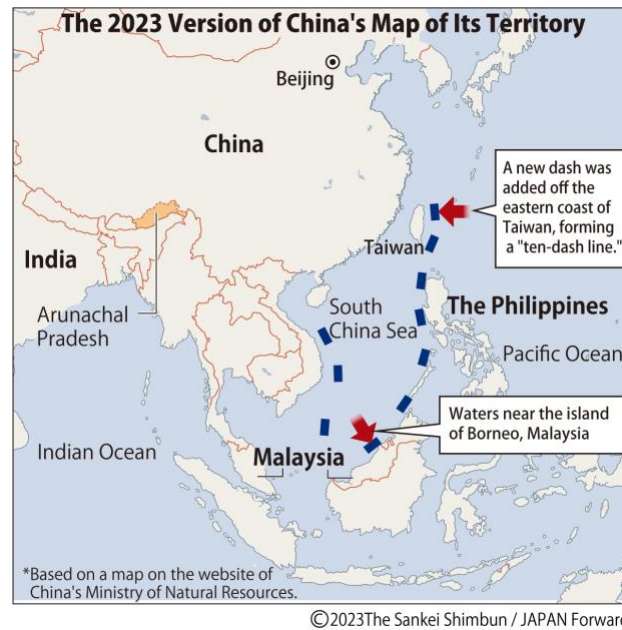 The 2023 Version of China's Map of Its Territory
Beijing
China
A new dash was
added off the
eastern coast of
Taiwan, forming
a "ten-dash line."
Taiwan
India
Arunachal
Pradesh
South
China Sea
The Philippines
Pacific Ocean
Waters near the island
of Borneo, Malaysia
Indian Ocean
Malaysia
*Based on a map on the website of
China's Ministry of Natural Resources.
©2023The Sankei Shimbun / JAPAN Forward